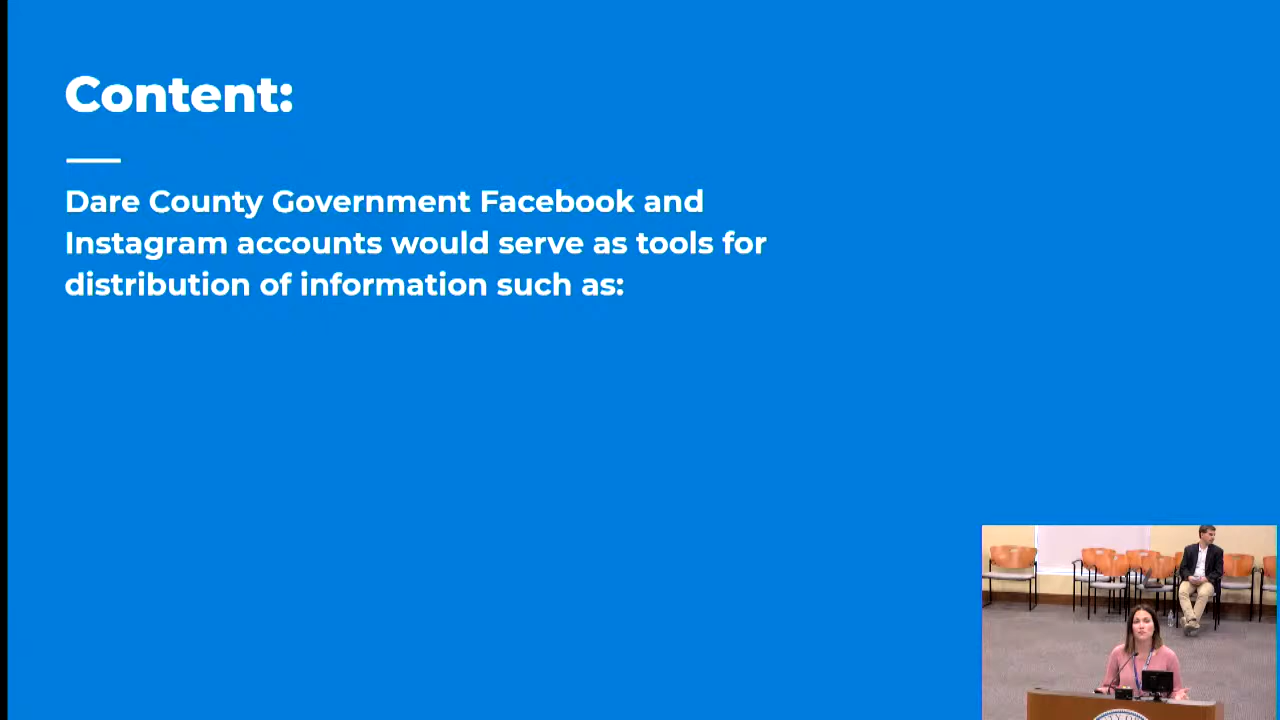 Content:
Dare County Government Facebook and
Instagram accounts would serve as tools for
distribution of information such as: